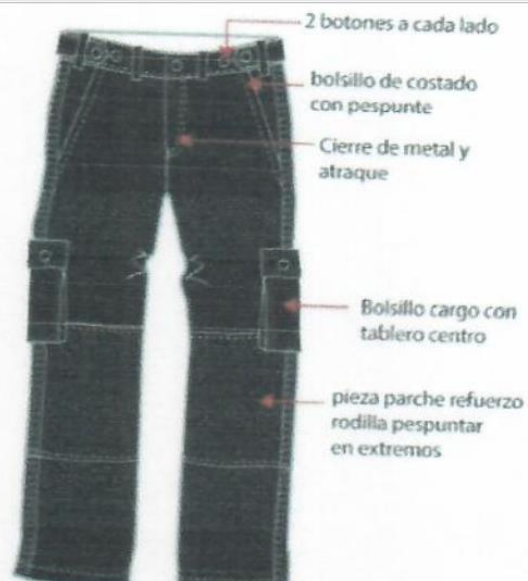 2 botones a cada lado
bolsillo de costado
con pespunte
Cierre de metal y
atraque
Bolsillo cargo con
tablero centro
pieza parche refuerzo
rodilla pespuntar
en extremos